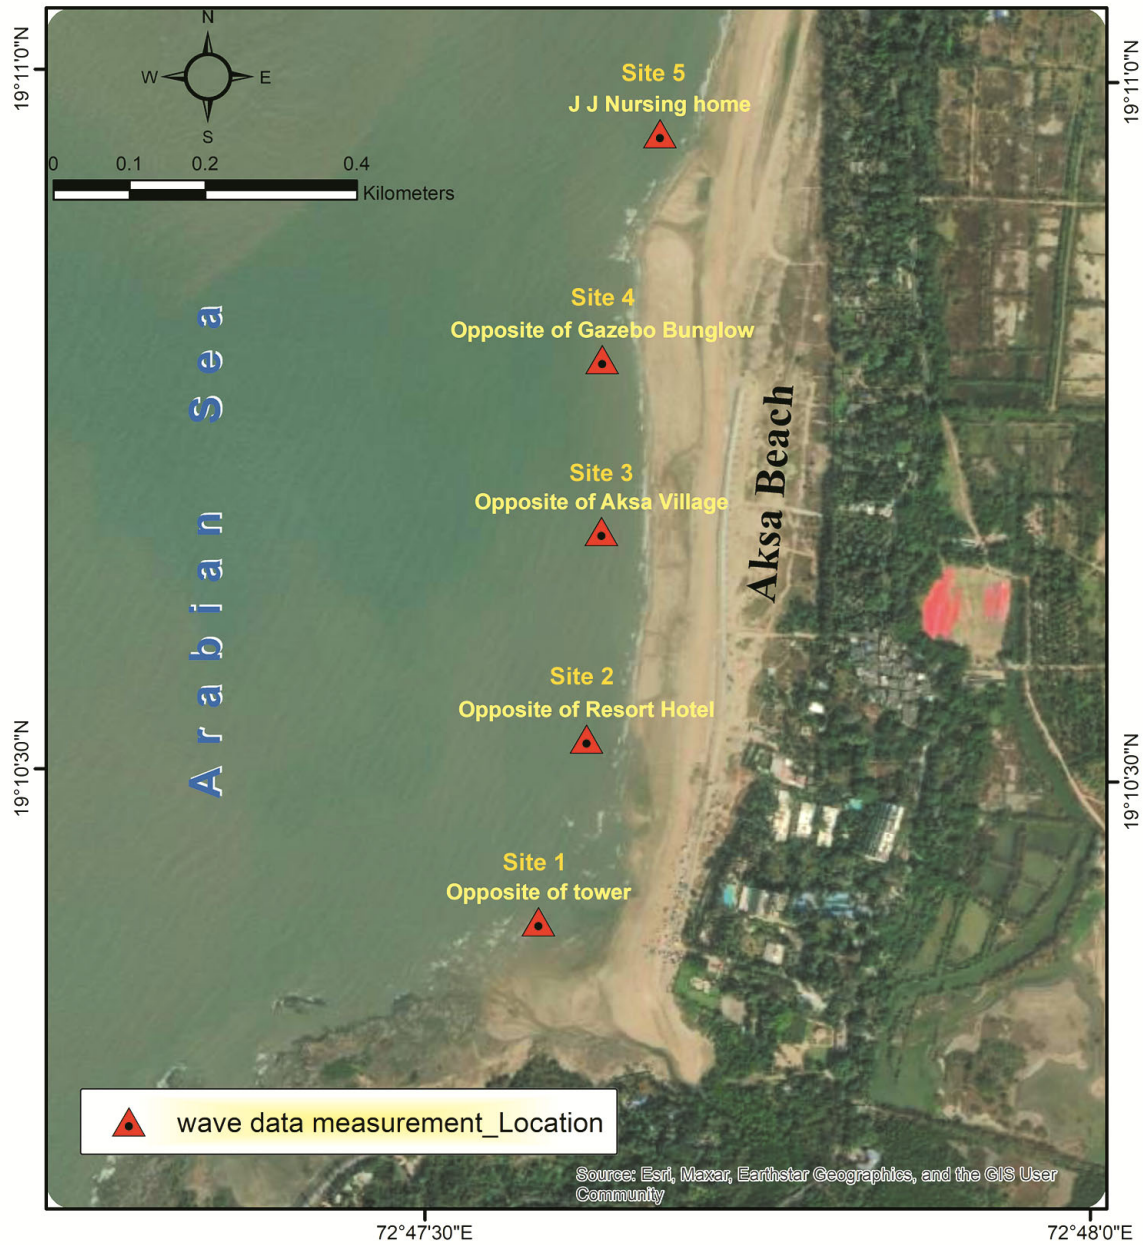 N
W E
S
0 0.1 0.2 0.4
Kilometers
19°11'0"N
19°11'0"N
Site 5
J J Nursing home
Site 4
Opposite of Gazebo Bunglow
Arabian Sea
Aksa Beach
Site 3
Opposite of Aksa Village
Site 2
Opposite of Resort Hotel
19°10'30"N
19°10'30"N
Site 1
Opposite of tower
wave data measurement_Location
Source: Esri, Maxar, Earthstar Geographics, and the GIS User
Community
72°47'30"E
72°48'0"E